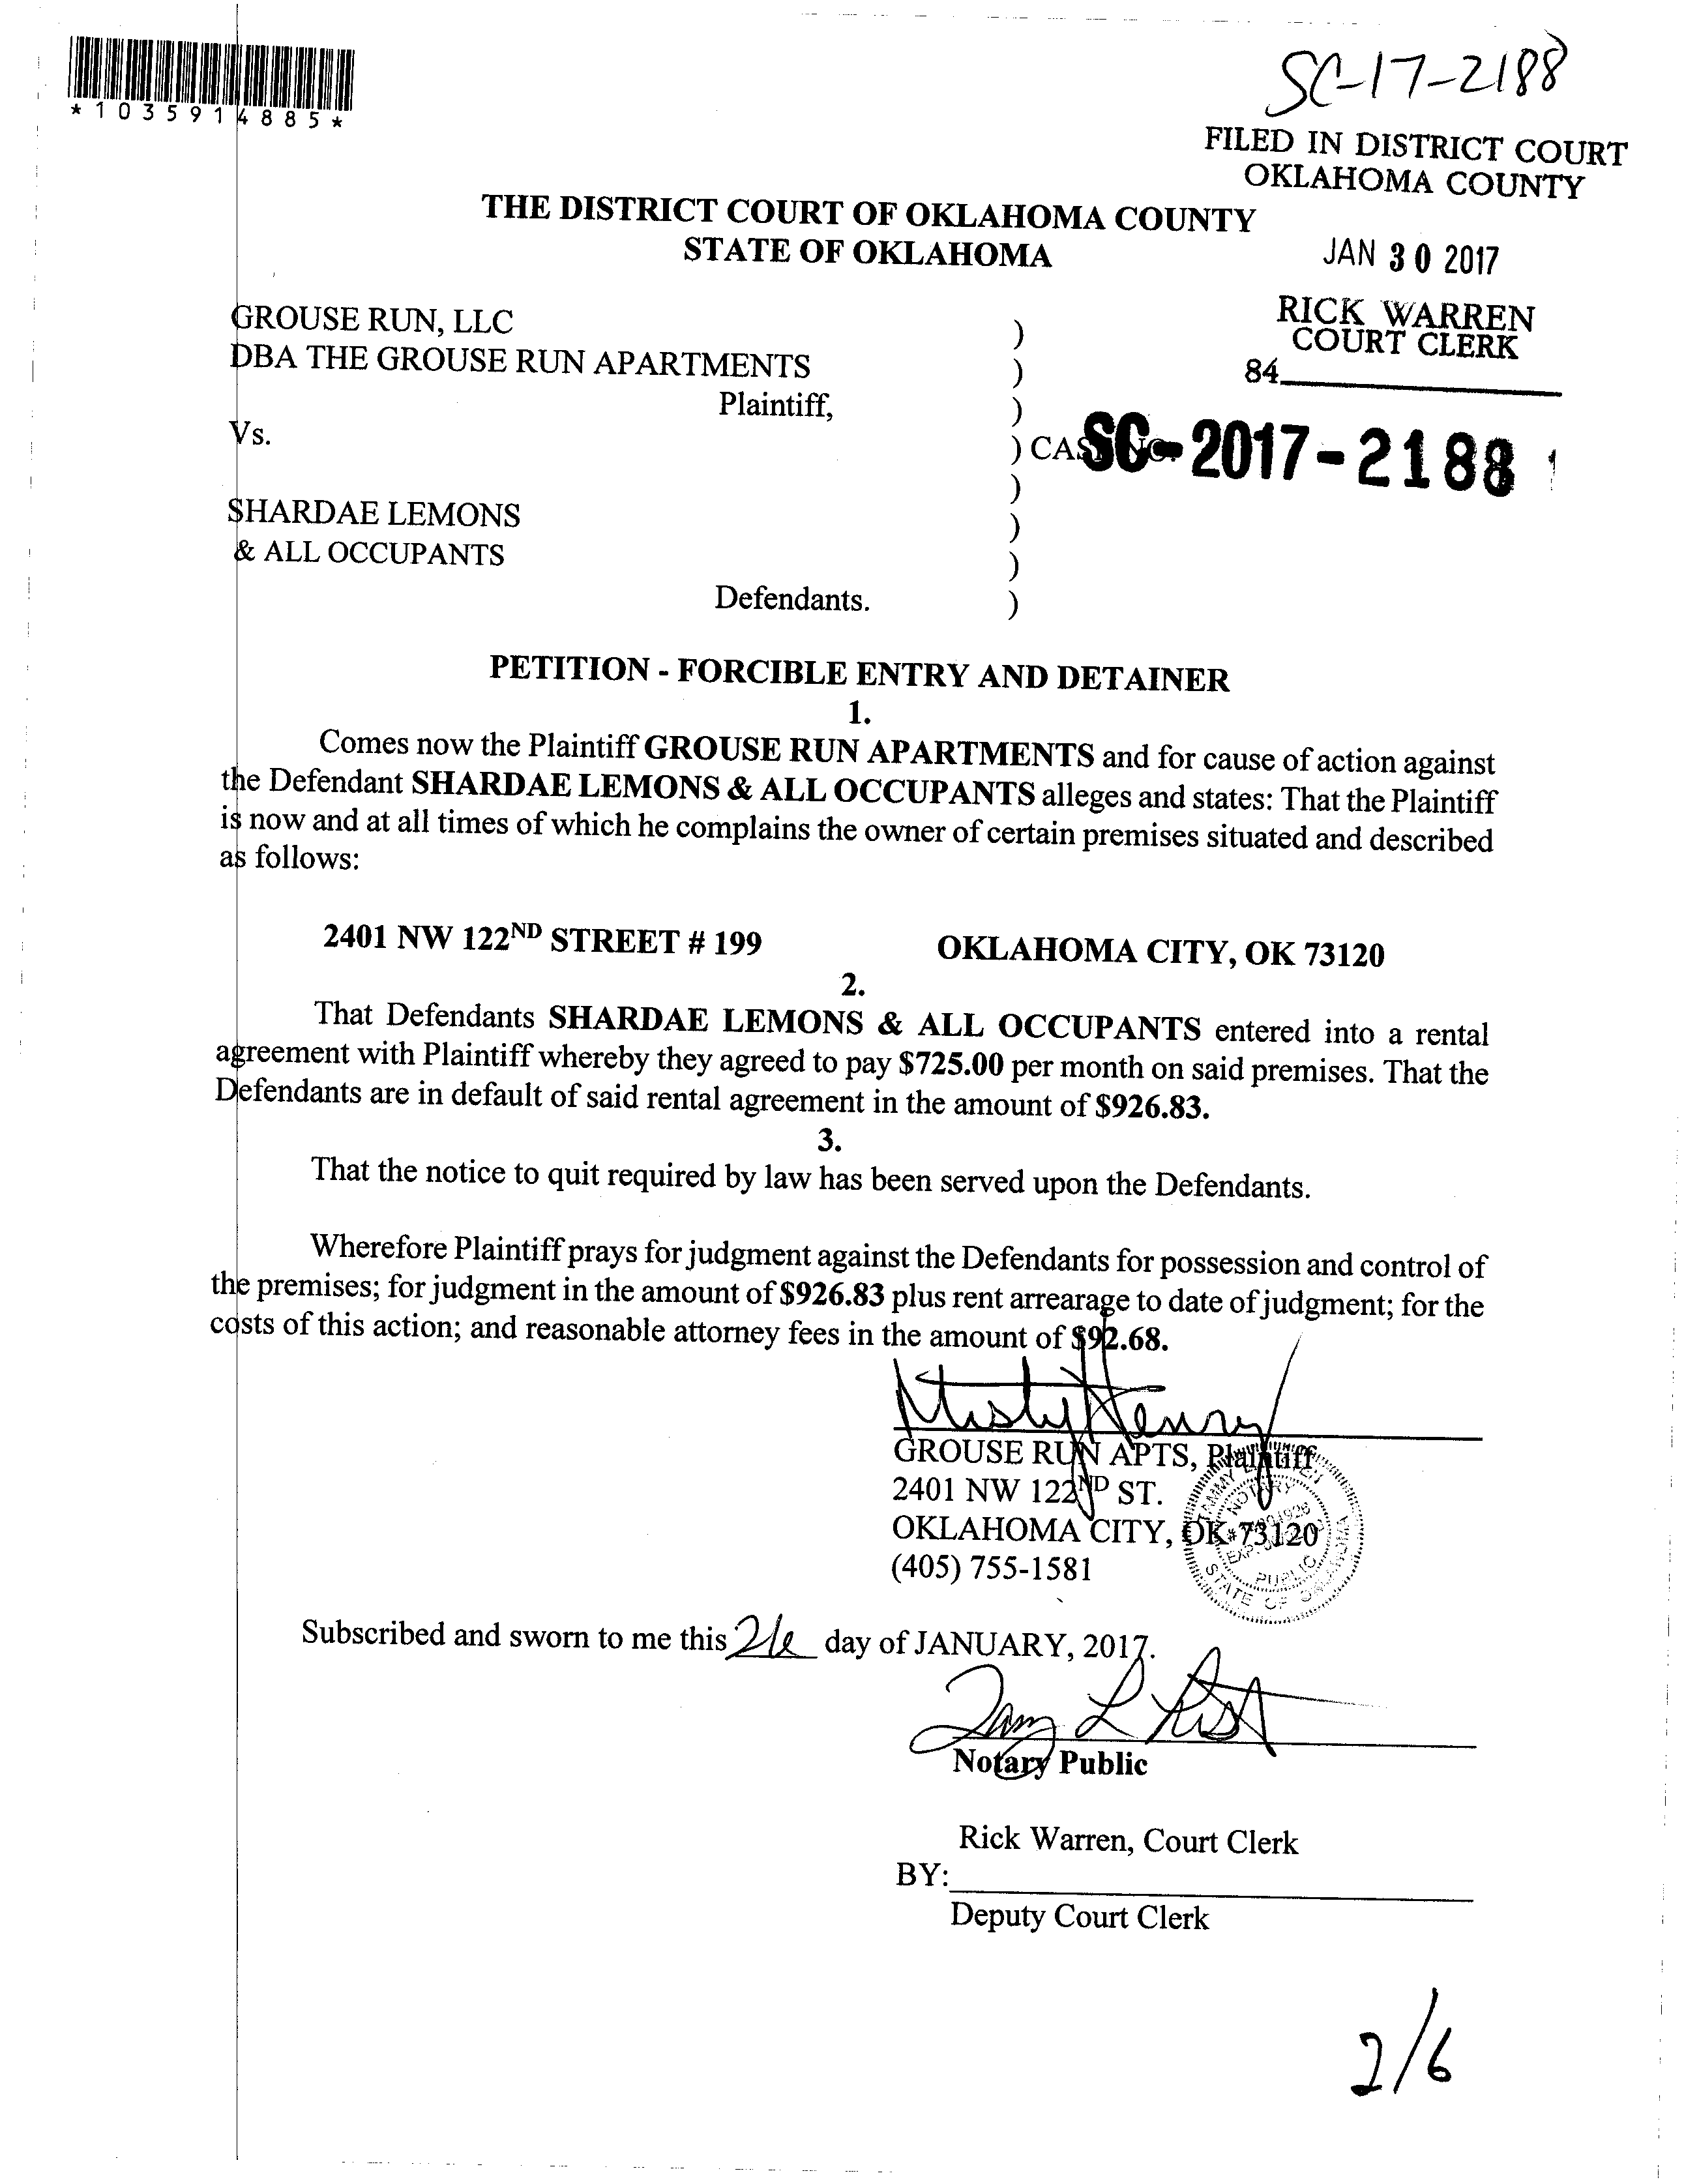 *1035914885*
SC-17-2188
FILED IN DISTRICT COURT
OKLAHOMA COUNTY
THE DISTRICT COURT OF OKLAHOMA COUNTY
STATE OF OKLAHOMA
JAN 30 2017
RICK WARREN
COURT CLERK
84
GROUSE RUN, LLC )
DBA THE GROUSE RUN APARTMENTS )
Plaintiff, )
Vs. ) CASE NO. SC-2017-2188
)
SHARDAE LEMONS )
& ALL OCCUPANTS )
Defendants. )
PETITION - FORCIBLE ENTRY AND DETAINER
1.
Comes now the Plaintiff GROUSE RUN APARTMENTS and for cause of action against
the Defendant SHARDAE LEMONS & ALL OCCUPANTS alleges and states: That the Plaintiff
is now and at all times of which he complains the owner of certain premises situated and described
as follows:
2401 NW 122ND STREET # 199 OKLAHOMA CITY, OK 73120
2.
That Defendants SHARDAE LEMONS & ALL OCCUPANTS entered into a rental
agreement with Plaintiff whereby they agreed to pay $725.00 per month on said premises. That the
Defendants are in default of said rental agreement in the amount of $926.83.
3.
That the notice to quit required by law has been served upon the Defendants.
Wherefore Plaintiff prays for judgment against the Defendants for possession and control of
the premises; for judgment in the amount of $926.83 plus rent arrearage to date of judgment; for the
costs of this action; and reasonable attorney fees in the amount of $92.68.
Misty Henry
GROUSE RUN APTS, Plaintiff
2401 NW 122ND ST.
OKLAHOMA CITY, OK 73120
(405) 755-1581
NOTARY
PUBLIC
STATE OF OKLAHOMA
Subscribed and sworn to me this day of JANUARY, 2017.
Notary Public
Rick Warren, Court Clerk
BY:
Deputy Court Clerk
2/6